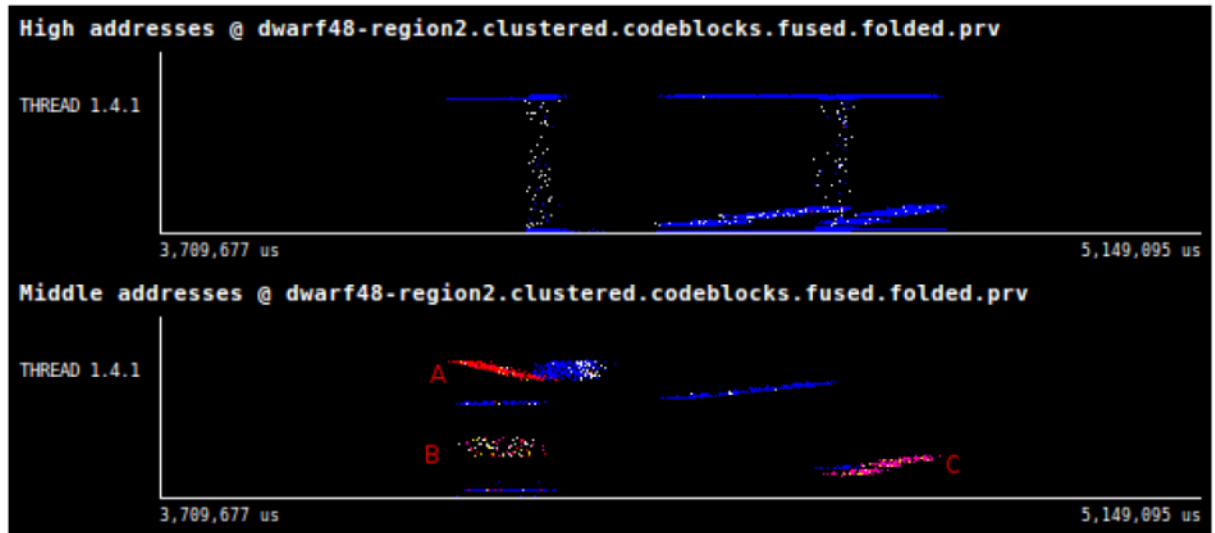 High addresses @ dwarf48-region2.clustered.codeblocks.fused.folded.prv
THREAD 1.4.1
3,709,677 us
5,149,095 us
Middle addresses @ dwarf48-region2.clustered.codeblocks.fused.folded.prv
THREAD 1.4.1
A
B
C
3,709,677 us
5,149,095 us